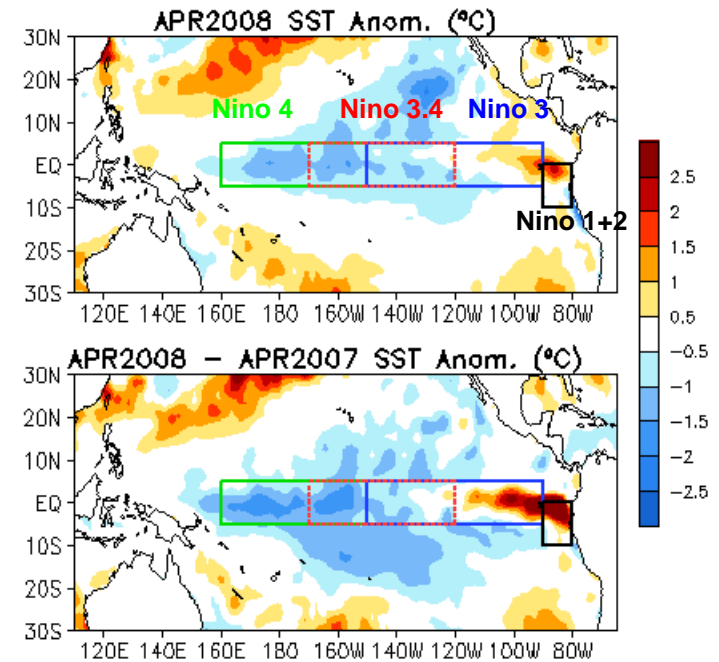 APR2008 SST Anom. (°C)
30N
20N
10N
EQ
10S
20S
30S
Nino 4
Nino 3.4
Nino 3
Nino 1+2
120E 140E 160E 180 160W 140W 120W 100W 80W
APR2008 – APR2007 SST Anom. (°C)
30N
20N
10N
EQ
10S
20S
30S
120E 140E 160E 180 160W 140W 120W 100W 80W
2.5
2
1.5
1
0.5
-0.5
-1
-1.5
-2
-2.5